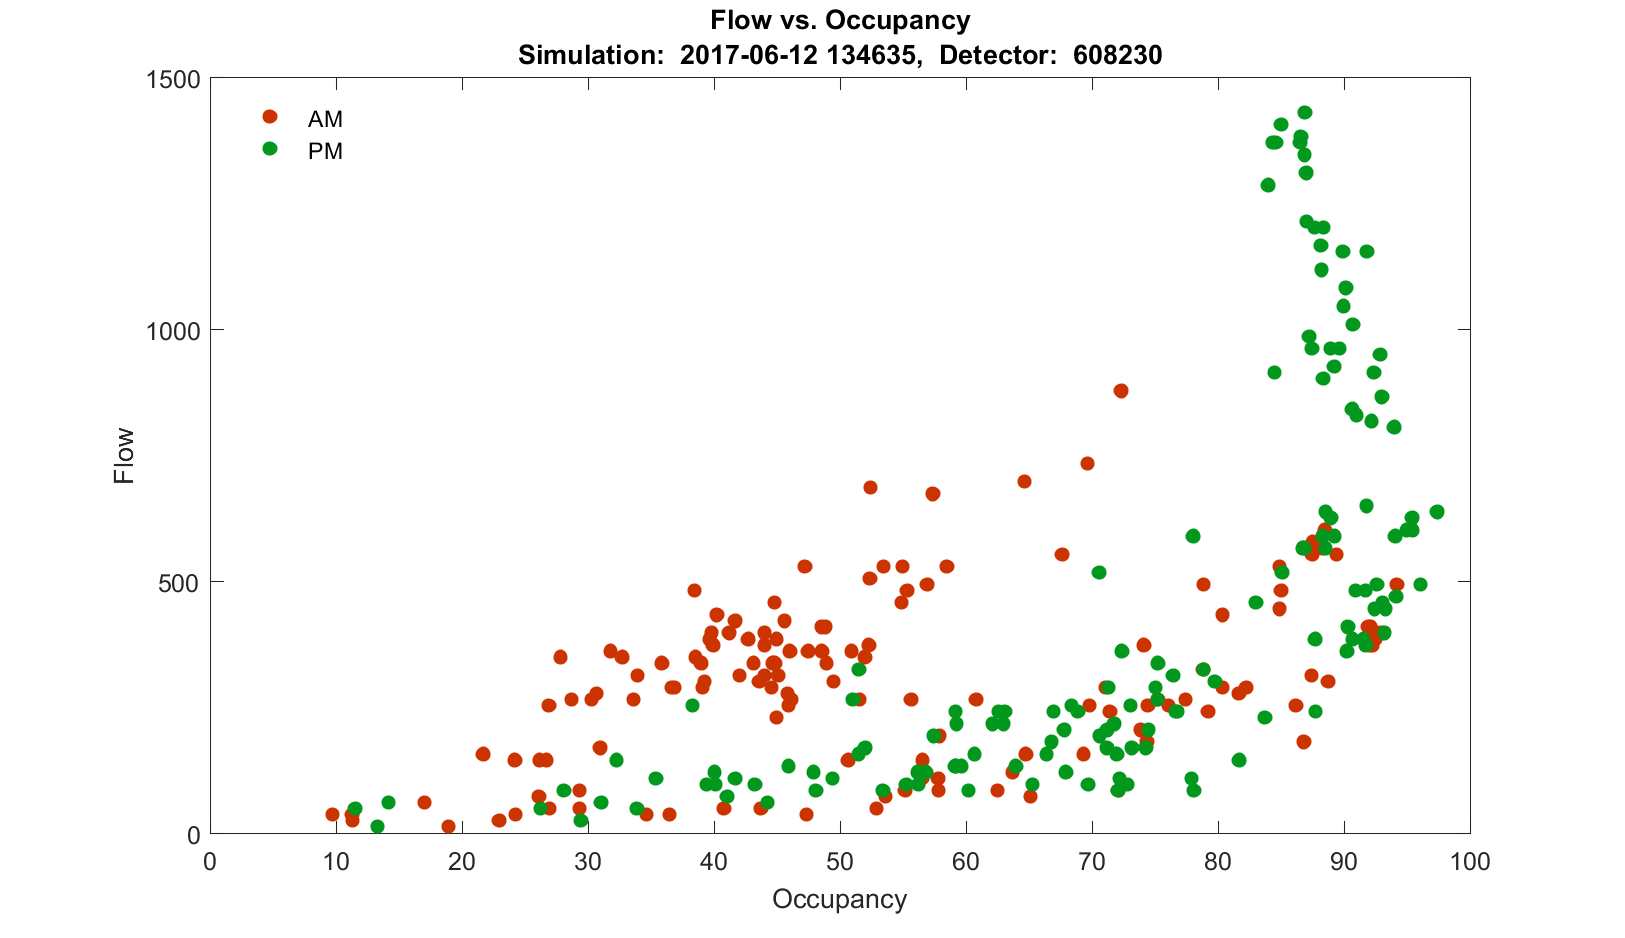 Flow vs. Occupancy
Simulation:  2017-06-12 134635,  Detector:  608230
1500
AM
PM
1000
Flow
500
0
0 10 20 30 40 50 60 70 80 90 100
Occupancy